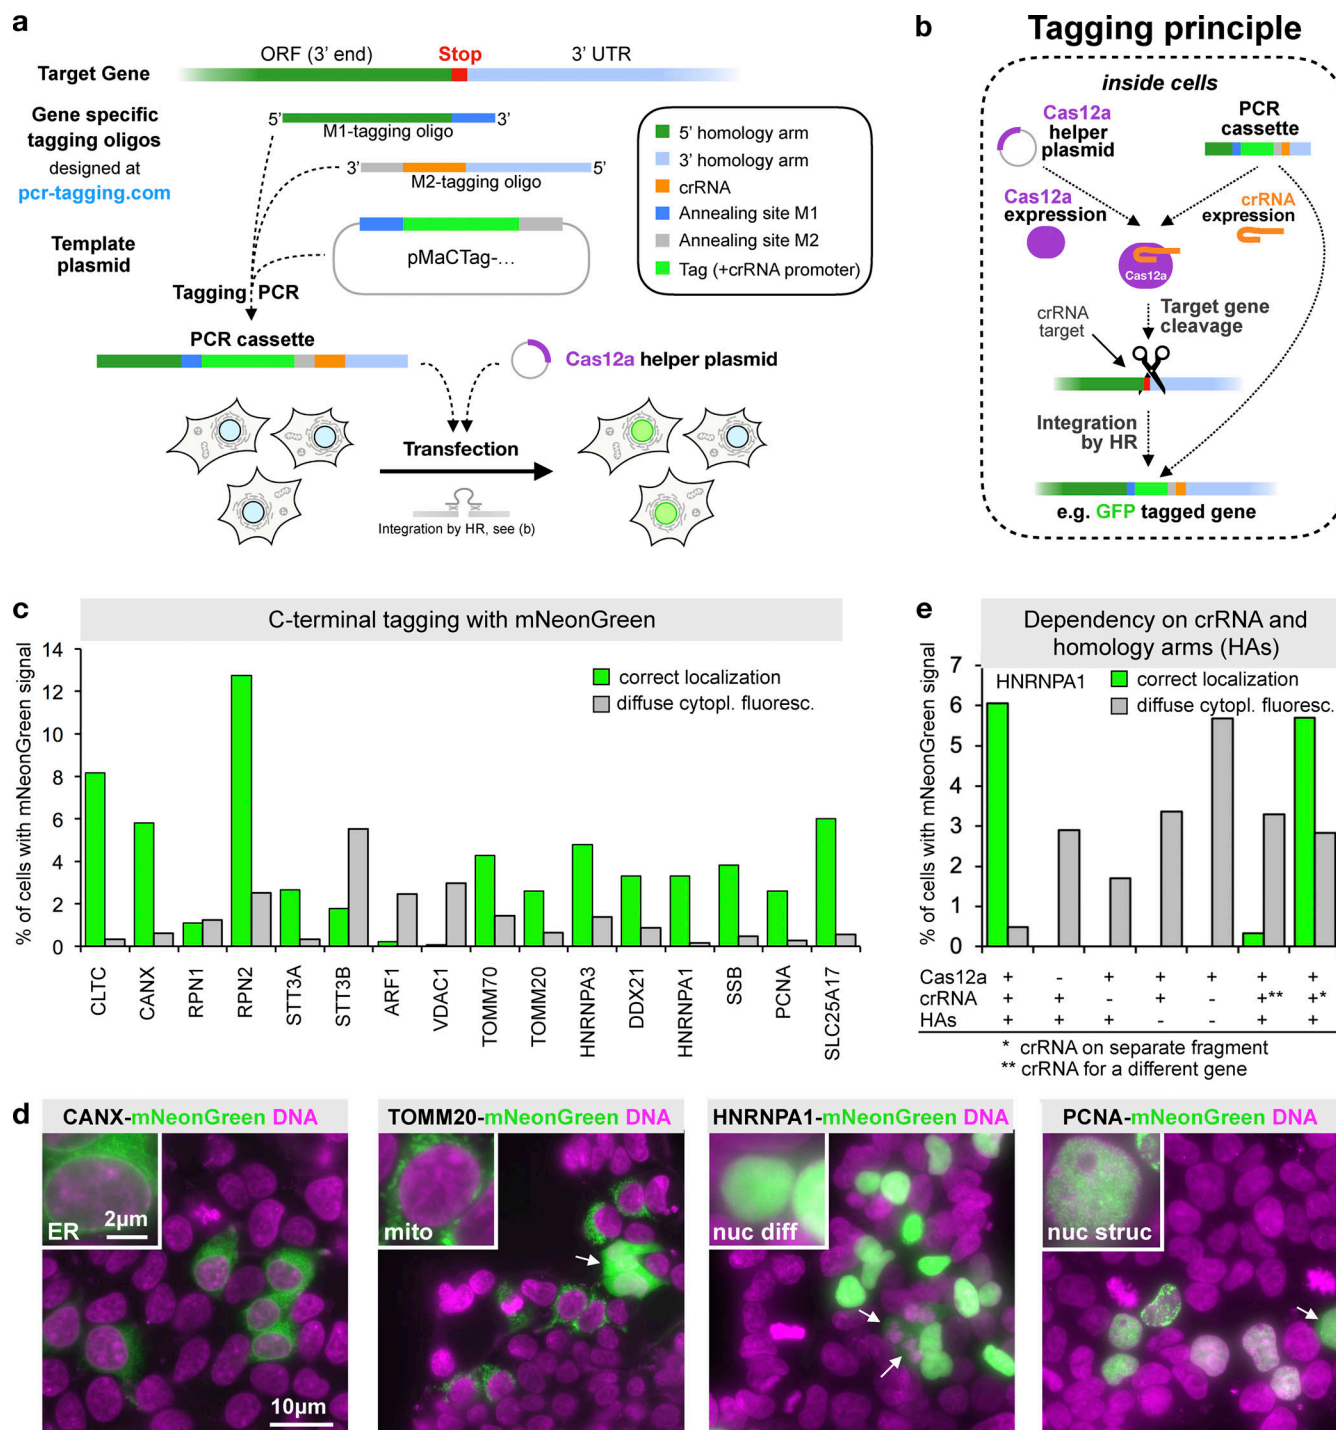 a
ORF (3' end)
Stop
3' UTR
Target Gene
Gene specific
tagging oligos
designed at
pcr-tagging.com
5'
3'
M1-tagging oligo
3'
5'
M2-tagging oligo
Template
plasmid
pMaCTag-...
Tagging PCR
PCR cassette
5' homology arm
3' homology arm
crRNA
Annealing site M1
Annealing site M2
Tag (+crRNA promoter)
Cas12a helper plasmid
Transfection
Integration by HR, see (b)
b
Tagging principle
inside cells
Cas12a
helper
plasmid
PCR
cassette
Cas12a
expression
crRNA
expression
Cas12a
crRNA
target
Target gene
cleavage
Integration
by HR
e.g. GFP tagged gene
c
C-terminal tagging with mNeonGreen
% of cells with mNeonGreen signal
14
12
10
8
6
4
2
0
correct localization
diffuse cytopl. fluoresc.
CLTC
CANX
RPN1
RPN2
STT3A
STT3B
ARF1
VDAC1
TOMM70
TOMM20
HNRNPA3
DDX21
HNRNPA1
SSB
PCNA
SLC25A17
e
Dependency on crRNA and
homology arms (HAs)
% of cells with mNeonGreen signal
7
6
5
4
3
2
1
0
HNRNPA1
correct localization
diffuse cytopl. fluoresc.
Cas12a + - + + + + +
crRNA + + - + - +** +*
HAs + + + - - + +
* crRNA on separate fragment
** crRNA for a different gene
d
CANX-mNeonGreen DNA
ER
2µm
10µm
TOMM20-mNeonGreen DNA
mito
HNRNPA1-mNeonGreen DNA
nuc diff
PCNA-mNeonGreen DNA
nuc struc